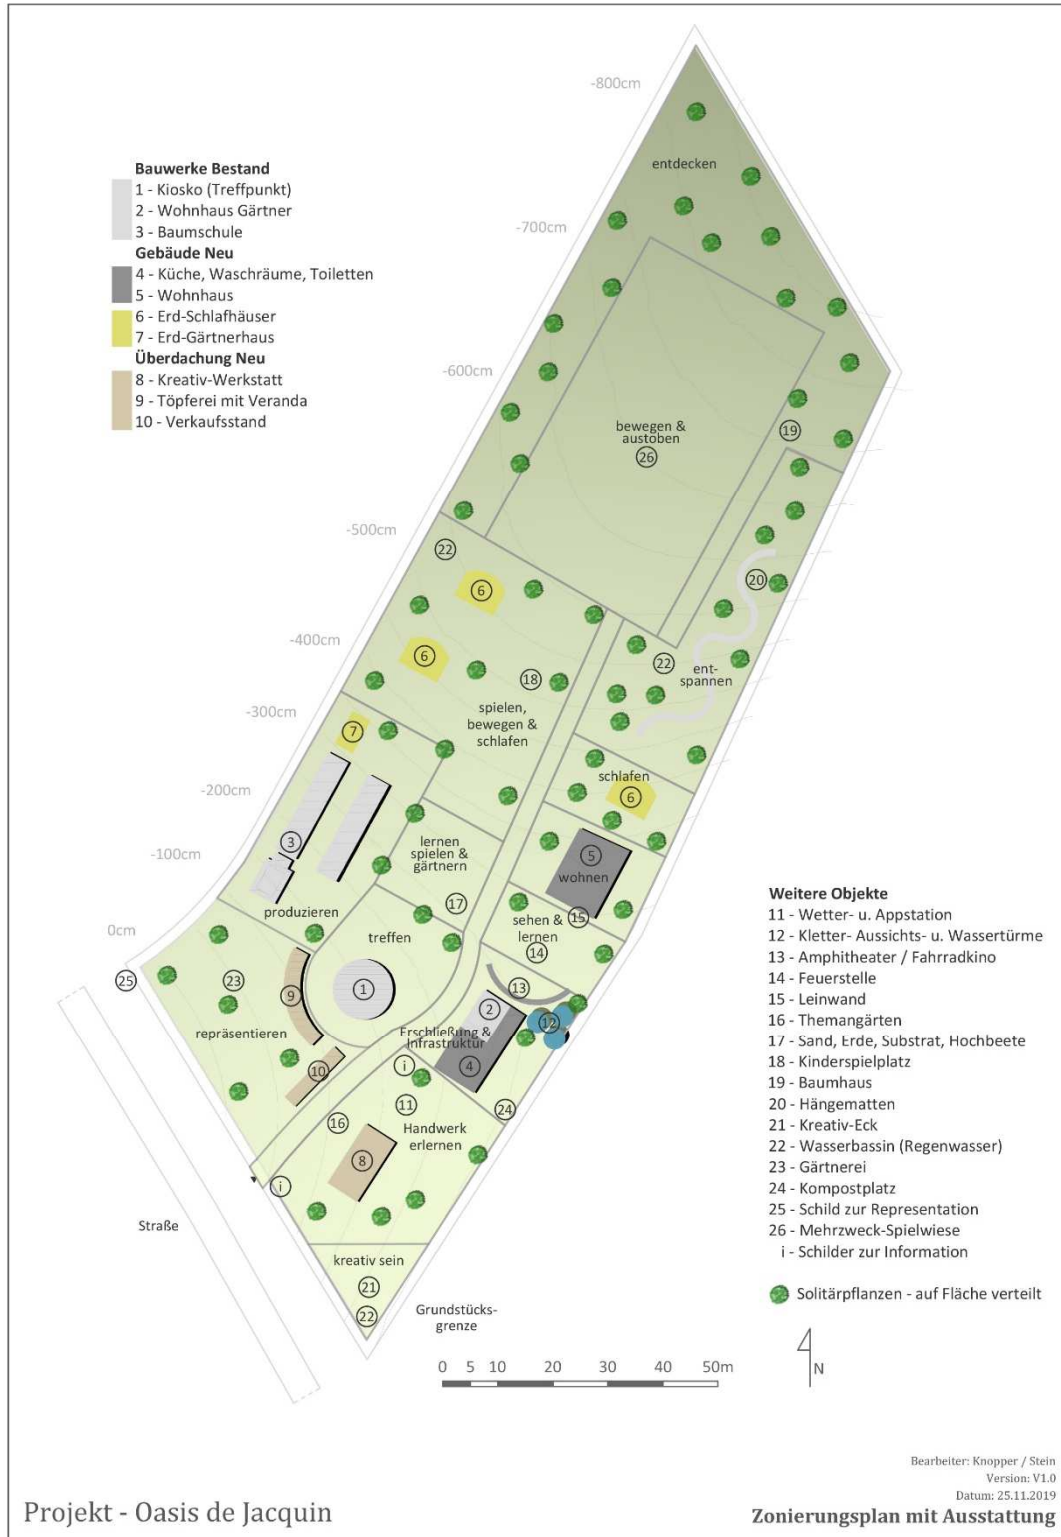 -800cm
entdecken
Bauwerke Bestand
1 - Kiosko (Treffpunkt)
2 - Wohnhaus Gärtner
3 - Baumschule
Gebäude Neu
4 - Küche, Waschräume, Toiletten
5 - Wohnhaus
6 - Erd-Schlafhäuser
7 - Erd-Gärtnerhaus
Überdachung Neu
8 - Kreativ-Werkstatt
9 - Töpferei mit Veranda
10 - Verkaufsstand
-700cm
-600cm
bewegen &
austoben
26
19
-500cm
22
6
20
-400cm
6
22
18
ent-
spannen
-300cm
spielen,
bewegen &
schlafen
7
schlafen
6
-200cm
3
-100cm
lernen
spielen &
gärtnern
5
wohnen
17
15
produzieren
sehen &
lernen
14
0cm
treffen
25
23
9
1
13
2
12
repräsentieren
Erschließung &
Infrastruktur
i
4
10
11
24
16
Handwerk
erlernen
8
i
Straße
kreativ sein
21
22
Grundstücks-
grenze
Weitere Objekte
11 - Wetter- u. Appstation
12 - Kletter- Aussichts- u. Wassertürme
13 - Amphitheater / Fahrradkino
14 - Feuerstelle
15 - Leinwand
16 - Themangärten
17 - Sand, Erde, Substrat, Hochbeete
18 - Kinderspielplatz
19 - Baumhaus
20 - Hängematten
21 - Kreativ-Eck
22 - Wasserbassin (Regenwasser)
23 - Gärtnerei
24 - Kompostplatz
25 - Schild zur Representation
26 - Mehrzweck-Spielwiese
i - Schilder zur Information
Solitärpflanzen - auf Fläche verteilt
0 5 10 20 30 40 50m
N
Bearbeiter: Knopper / Stein
Version: V1.0
Datum: 25.11.2019
Projekt - Oasis de Jacquin
Zonierungsplan mit Ausstattung